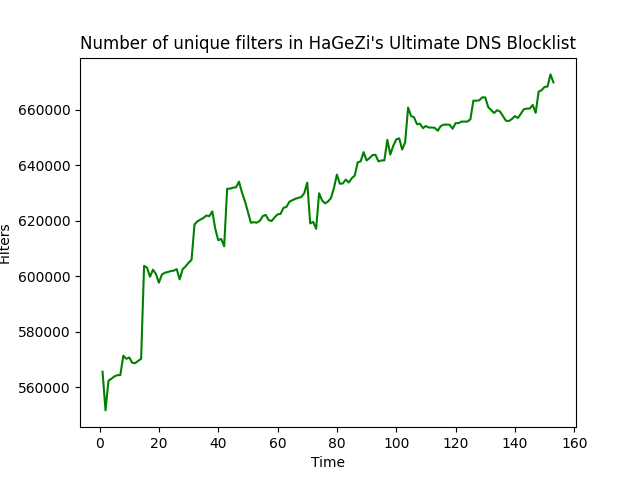 Number of unique filters in HaGeZi's Ultimate DNS Blocklist
660000
640000
620000
600000
580000
560000
Filters
0 20 40 60 80 100 120 140 160
Time